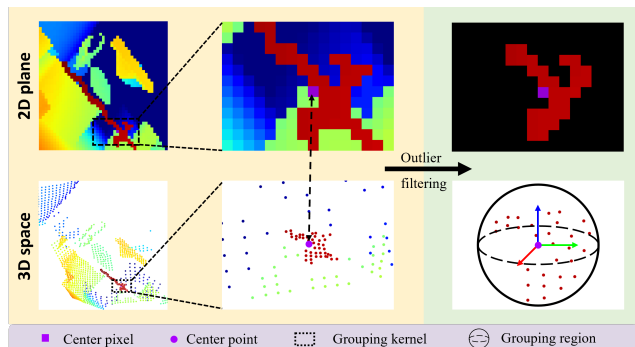 2D plane
Outlier
filtering
3D space
Center pixel
Center point
Grouping kernel
Grouping region